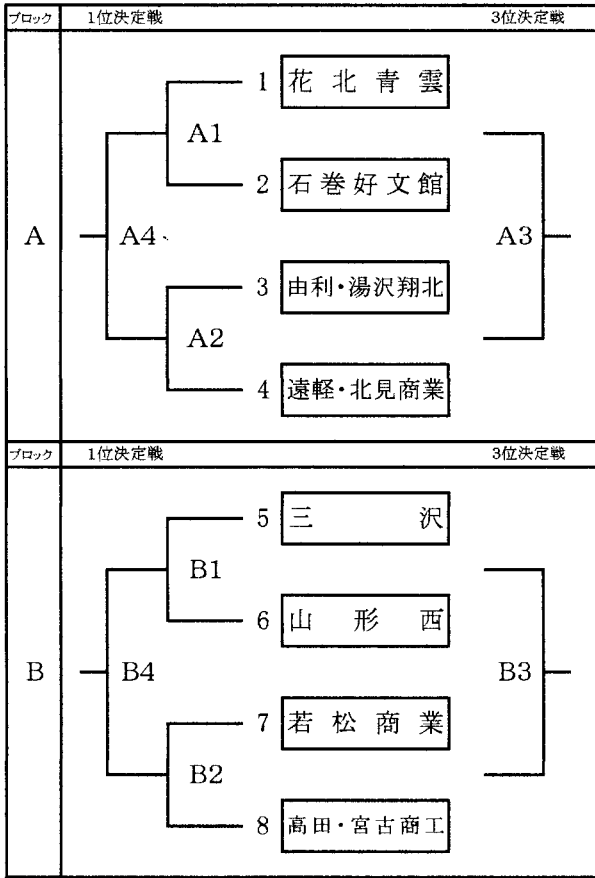 ブロック 1位決定戦 3位決定戦
1 花北青雲
A1
2 石巻好文館
A A4 A3
3 由利・湯沢翔北
A2
4 遠軽・北見商業
ブロック 1位決定戦 3位決定戦
5 三沢
B1
6 山形西
B B4 B3
7 若松商業
B2
8 高田・宮古商工